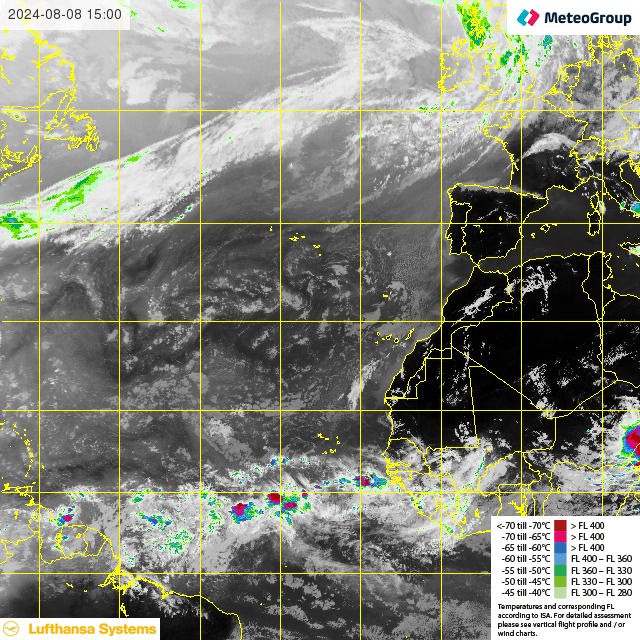 2024-08-08 15:00
MeteoGroup
<-70 till -70°C > FL 400
-70 till -65°C > FL 400
-65 till -60°C > FL 400
-60 till -55°C FL 400 – FL 360
-55 till -50°C FL 360 – FL 330
-50 till -45°C FL 330 – FL 300
-45 till -40°C FL 300 – FL 280
Temperatures and corresponding FL
according to ISA. For detailed assessment
please see vertical flight profile and / or
wind charts.
Lufthansa Systems